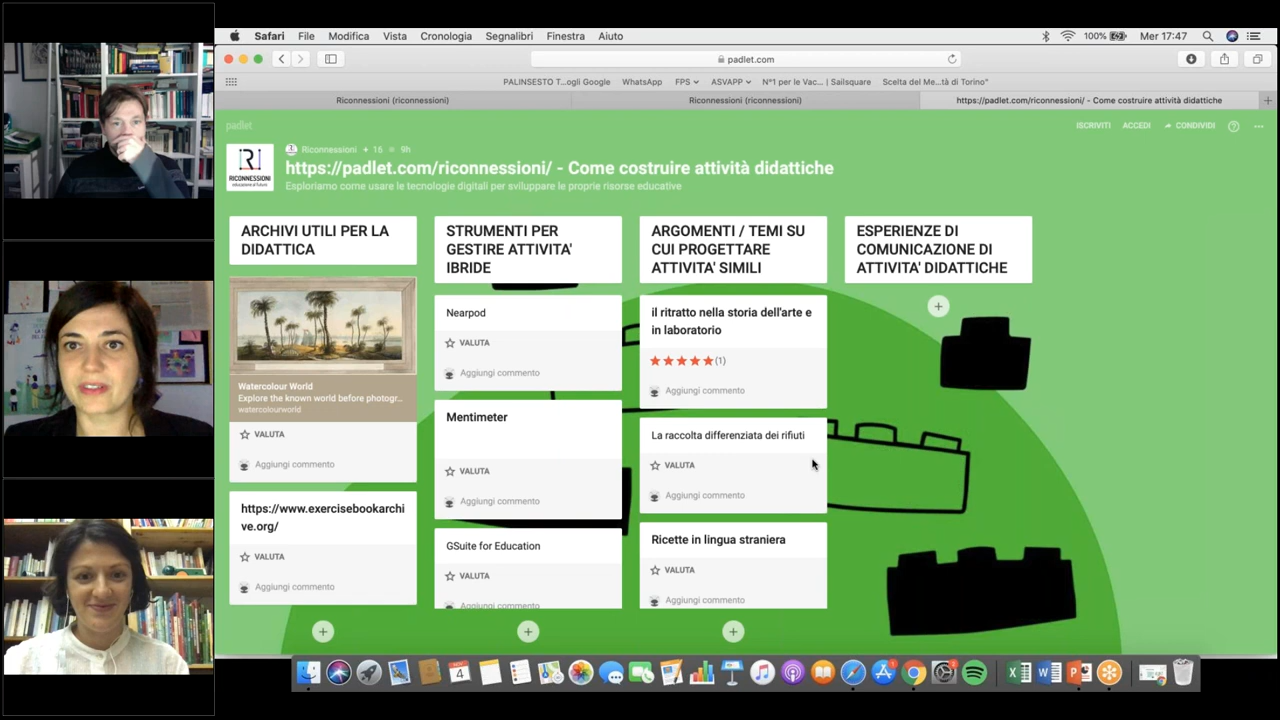 Safari File Modifica Vista Cronologia Segnalibri Finestra Aiuto 100% Mer 17:47
padlet.com
PALINSESTO T...ogli Google WhatsApp FPS ASVAPP N°1 per le Vac... | Sailsquare Scelta del Me...tà di Torino"
Riconnessioni (riconnessioni) Riconnessioni (riconnessioni) https://padlet.com/riconnessioni/ - Come costruire attività didattiche
padlet ISCRIVITI ACCEDI CONDIVIDI
RICONNESSIONI
Riconnessioni + 16 9h
https://padlet.com/riconnessioni/ - Come costruire attività didattiche
Esploriamo come usare le tecnologie digitali per sviluppare le proprie risorse educative
ARCHIVI UTILI PER LA
DIDATTICA
Watercolour World
Explore the known world before photogr...
watercolourworld
VALUTA
Aggiungi commento
https://www.exercisebookarchi
ve.org/
VALUTA
Aggiungi commento
STRUMENTI PER
GESTIRE ATTIVITA'
IBRIDE
Nearpod
VALUTA
Aggiungi commento
Mentimeter
VALUTA
Aggiungi commento
GSuite for Education
VALUTA
Aggiungi commento
ARGOMENTI / TEMI SU
CUI PROGETTARE
ATTIVITA' SIMILI
il ritratto nella storia dell'arte e
in laboratorio
(1)
Aggiungi commento
La raccolta differenziata dei rifiuti
VALUTA
Aggiungi commento
Ricette in lingua straniera
VALUTA
Aggiungi commento
ESPERIENZE DI
COMUNICAZIONE DI
ATTIVITA' DIDATTICHE
NOV
4